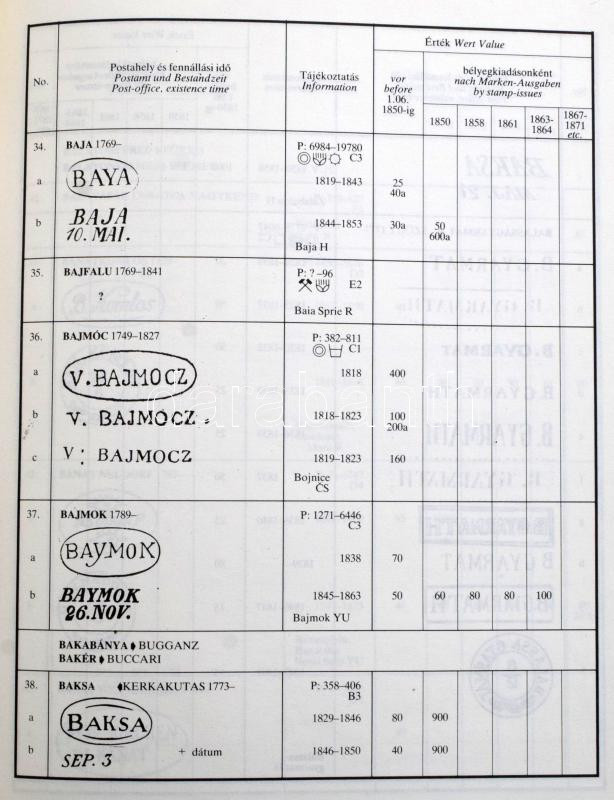 No.
Postahely és fennállási idő
Postamt und Bestandzeit
Post-office, existence time
Tájékoztatás
Information
Érték Wert Value
vor
before
1.06.
1850-ig
bélyegkiadásonként
nach Marken-Ausgaben
by stamp-issues
1850 1858 1861 1863-1864 1867-1871 etc.
34. BAJA 1769– P: 6984–19780
C3
a BAYA 1819–1843 25
40a
b BAJA 1844–1853 30a 50
10. MAI. 600a
Baja H
35. BAJFALU 1769–1841 P: ? –96
? E2
Baia Sprie R
36. BAJMÓC 1749–1827 P: 382–811
C1
a V. BAJMOCZ 1818 400
b V. BAJMOCZ 1818–1823 100
200a
c V: BAJMOCZ 1819–1823 160
Bojnice
ČS
37. BAJMOK 1789– P: 1271–6446
C3
a BAYMOK 1838 70
b BAYMOK 1845–1863 50 60 80 80 100
26. NOV. Bajmok YU
BAKABÁNYA ♦ BUGGANZ
BAKÉR ♦ BUCCARI
38. BAKSA ♦KERKAKUTAS 1773– P: 358–406
B3
a BAKSA 1829–1846 80 900
b SEP. 3 + dátum 1846–1850 40 900
darabanth